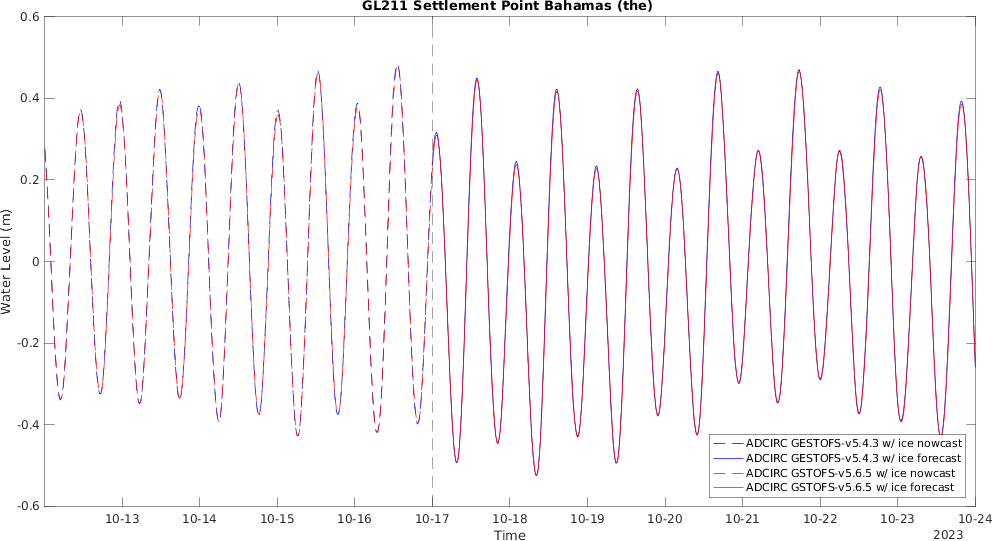 GL211 Settlement Point Bahamas (the)
0.6
0.4
0.2
0
-0.2
-0.4
-0.6
Water Level (m)
ADCIRC GESTOFS-v5.4.3 w/ ice nowcast
ADCIRC GESTOFS-v5.4.3 w/ ice forecast
ADCIRC GSTOFS-v5.6.5 w/ ice nowcast
ADCIRC GSTOFS-v5.6.5 w/ ice forecast
10-13 10-14 10-15 10-16 10-17 10-18 10-19 10-20 10-21 10-22 10-23 10-24
Time
2023